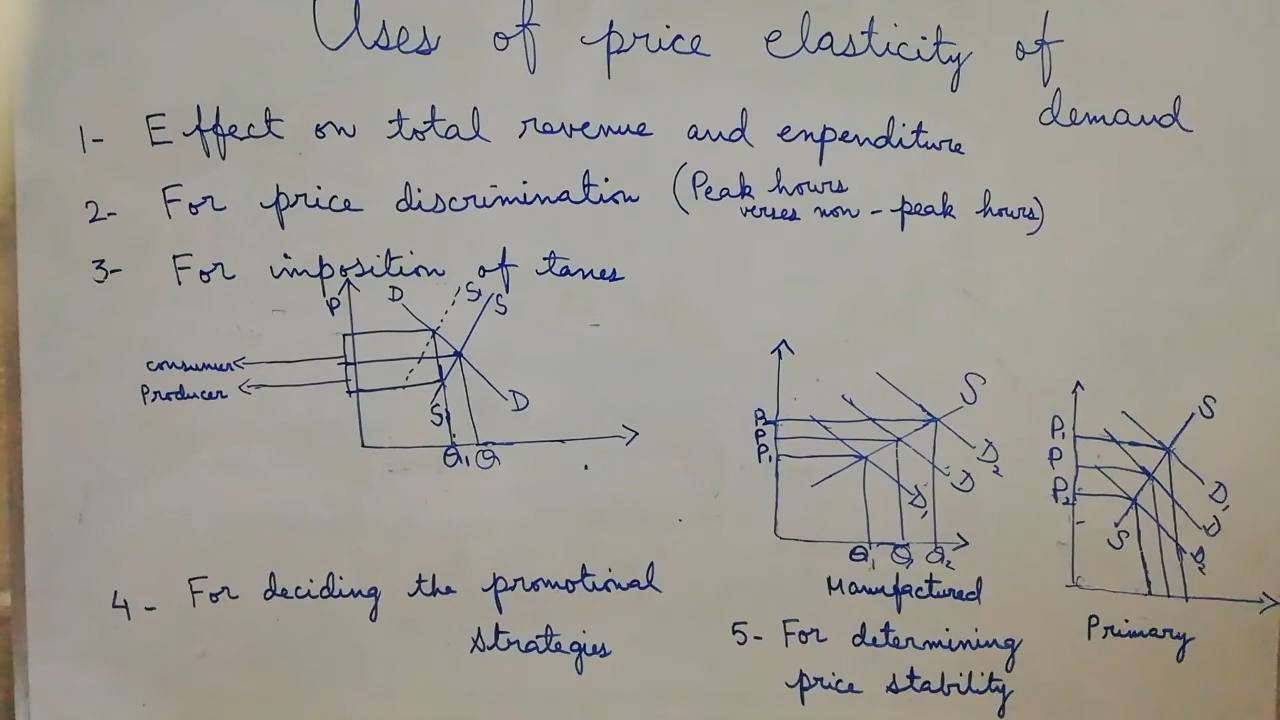 Uses of price elasticity of
demand
1- Effect on total revenue and enpenditure
2- For price discrimination (Peak hours
verses non-peak hours)
3- For imposition of tanes
P D S₁ S
consumer
Producer
S D
Q₁ Q
S
P₂
P
P₁
D₂
D
D₁
Q₁ Q Q₂
Manufactured
S
P₁
P
P₂
D₁
D
D₂
S
Primary
4- For deciding the promotional
strategies
5- For determining
price stability